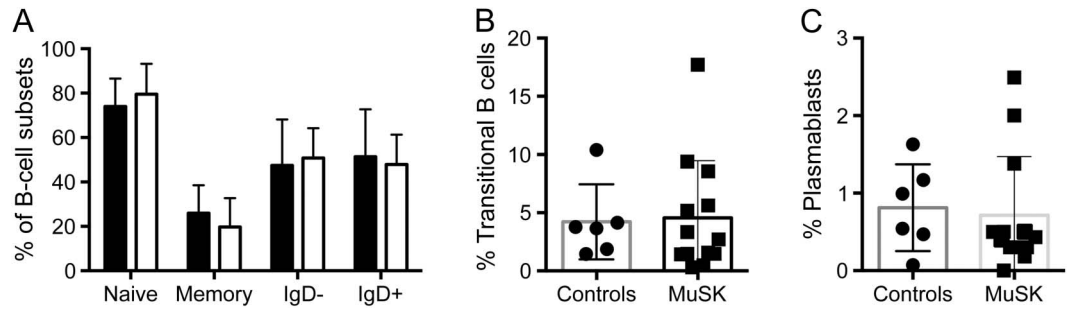 A
% of B-cell subsets
100
80
60
40
20
0
Naive Memory IgD- IgD+
B
% Transitional B cells
20
15
10
5
0
Controls MuSK
C
% Plasmablasts
3
2
1
0
Controls MuSK